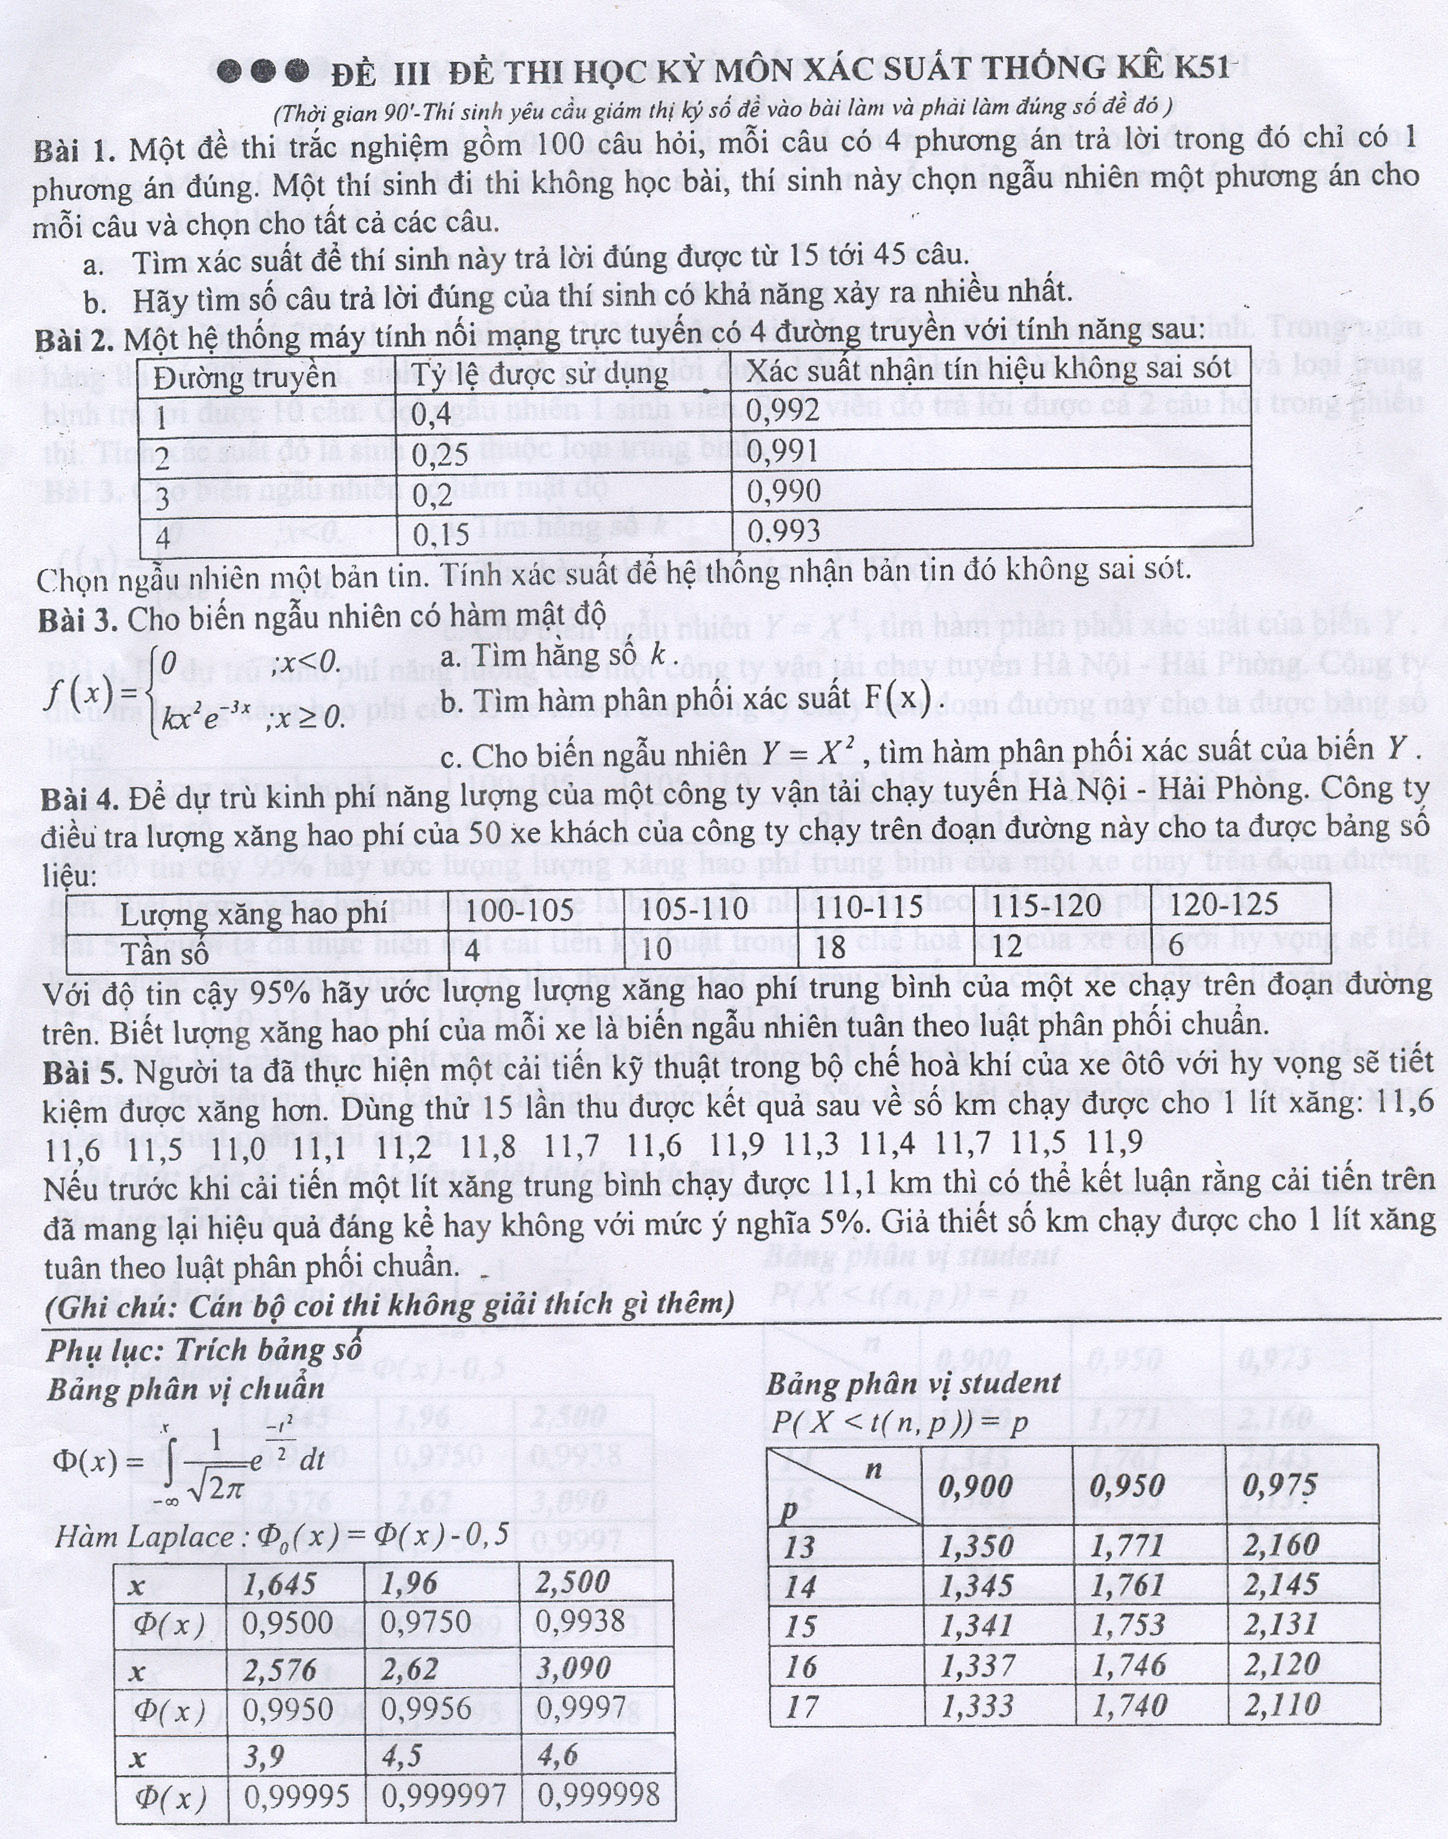 ●●● ĐỀ III ĐỀ THI HỌC KỲ MÔN XÁC SUẤT THỐNG KÊ K51
(Thời gian 90'-Thí sinh yêu cầu giám thị ký số đề vào bài làm và phải làm đúng số đề đó )
Bài 1. Một đề thi trắc nghiệm gồm 100 câu hỏi, mỗi câu có 4 phương án trả lời trong đó chỉ có 1
phương án đúng. Một thí sinh đi thi không học bài, thí sinh này chọn ngẫu nhiên một phương án cho
mỗi câu và chọn cho tất cả các câu.
a. Tìm xác suất để thí sinh này trả lời đúng được từ 15 tới 45 câu.
b. Hãy tìm số câu trả lời đúng của thí sinh có khả năng xảy ra nhiều nhất.
Bài 2. Một hệ thống máy tính nối mạng trực tuyến có 4 đường truyền với tính năng sau:
Đường truyền Tỷ lệ được sử dụng Xác suất nhận tín hiệu không sai sót
1 0,4 0,992
2 0,25 0,991
3 0,2 0,990
4 0,15 0,993
Chọn ngẫu nhiên một bản tin. Tính xác suất để hệ thống nhận bản tin đó không sai sót.
Bài 3. Cho biến ngẫu nhiên có hàm mật độ
f(x) = { 0 ;x<0.
kx²e⁻³ˣ ;x ≥ 0.
a. Tìm hằng số k.
b. Tìm hàm phân phối xác suất F(x).
c. Cho biến ngẫu nhiên Y = X², tìm hàm phân phối xác suất của biến Y.
Bài 4. Để dự trù kinh phí năng lượng của một công ty vận tải chạy tuyến Hà Nội - Hải Phòng. Công ty
điều tra lượng xăng hao phí của 50 xe khách của công ty chạy trên đoạn đường này cho ta được bảng số
liệu:
Lượng xăng hao phí 100-105 105-110 110-115 115-120 120-125
Tần số 4 10 18 12 6
Với độ tin cậy 95% hãy ước lượng lượng xăng hao phí trung bình của một xe chạy trên đoạn đường
trên. Biết lượng xăng hao phí của mỗi xe là biến ngẫu nhiên tuân theo luật phân phối chuẩn.
Bài 5. Người ta đã thực hiện một cải tiến kỹ thuật trong bộ chế hoà khí của xe ôtô với hy vọng sẽ tiết
kiệm được xăng hơn. Dùng thử 15 lần thu được kết quả sau về số km chạy được cho 1 lít xăng: 11,6
11,6 11,5 11,0 11,1 11,2 11,8 11,7 11,6 11,9 11,3 11,4 11,7 11,5 11,9
Nếu trước khi cải tiến một lít xăng trung bình chạy được 11,1 km thì có thể kết luận rằng cải tiến trên
đã mang lại hiệu quả đáng kể hay không với mức ý nghĩa 5%. Giả thiết số km chạy được cho 1 lít xăng
tuân theo luật phân phối chuẩn.
(Ghi chú: Cán bộ coi thi không giải thích gì thêm)
Phụ lục: Trích bảng số
Bảng phân vị chuẩn
Φ(x) = ∫_{-∞}^{x} 1/√(2π) e^{-t²/2} dt
Hàm Laplace : Φ₀(x) = Φ(x)-0,5
x 1,645 1,96 2,500
Φ(x) 0,9500 0,9750 0,9938
x 2,576 2,62 3,090
Φ(x) 0,9950 0,9956 0,9997
x 3,9 4,5 4,6
Φ(x) 0,99995 0,999997 0,999998
Bảng phân vị student
P( X < t( n, p )) = p
n
p 0,900 0,950 0,975
13 1,350 1,771 2,160
14 1,345 1,761 2,145
15 1,341 1,753 2,131
16 1,337 1,746 2,120
17 1,333 1,740 2,110